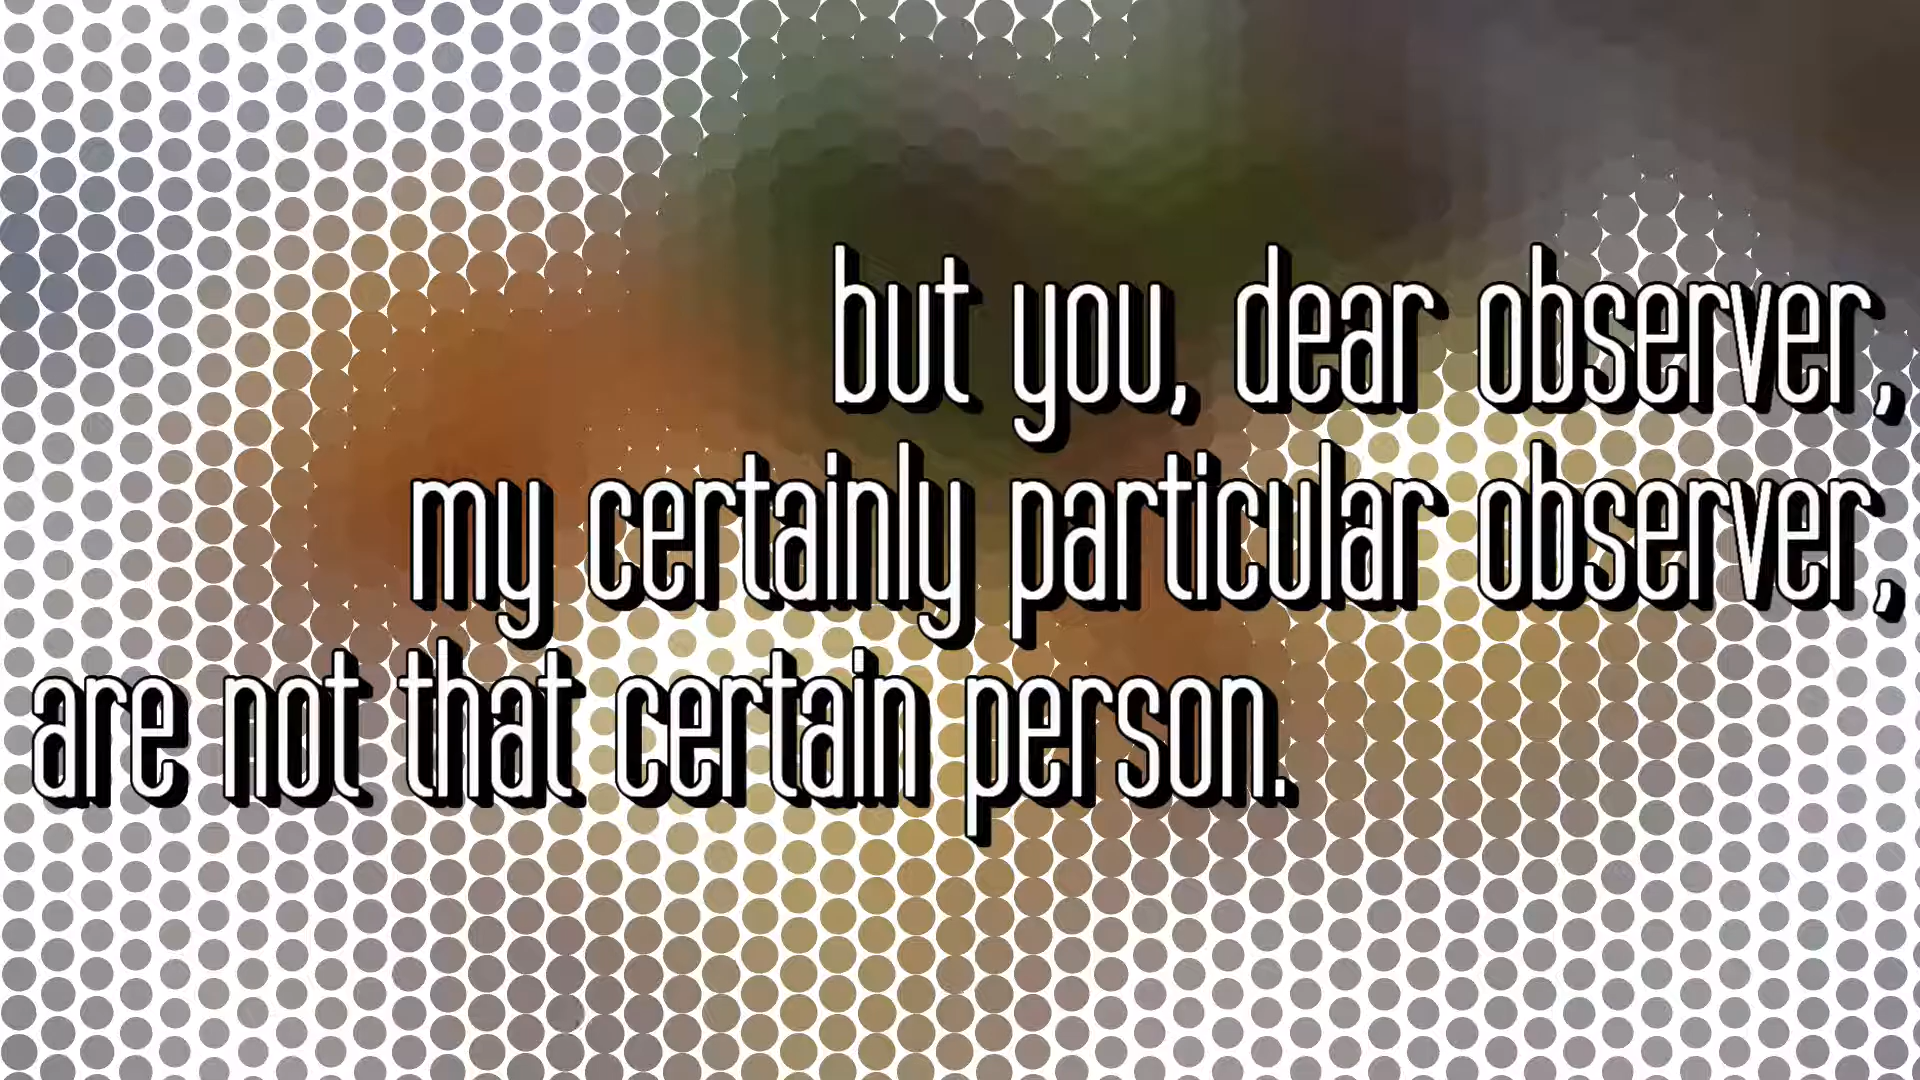 but you, dear observer,
my certainly particular observer,
are not that certain person.